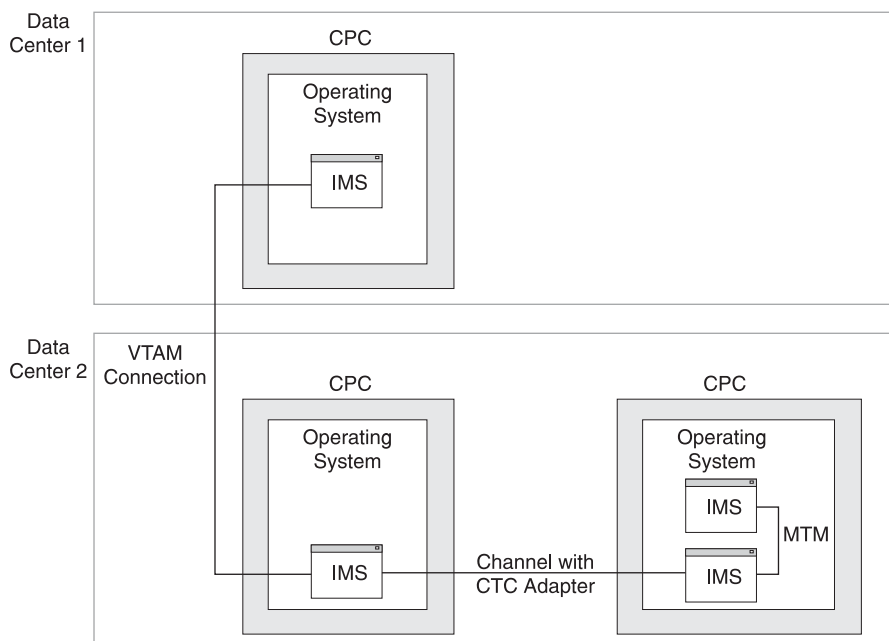 Data
Center 1
CPC
Operating
System
IMS
Data
Center 2
VTAM
Connection
CPC
Operating
System
IMS
Channel with
CTC Adapter
CPC
Operating
System
IMS
MTM
IMS